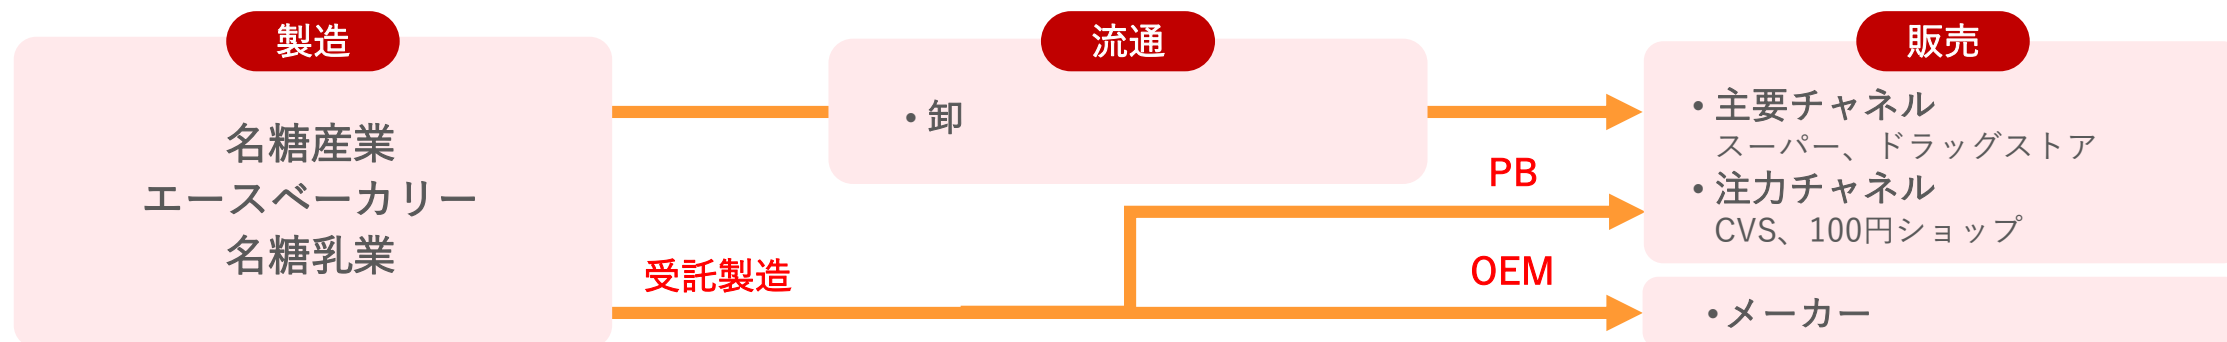 製造
名糖産業
エースベーカリー
名糖乳業
流通
・卸
販売
・主要チャネル
スーパー、ドラッグストア
・注力チャネル
CVS、100円ショップ
PB
受託製造
OEM
・メーカー